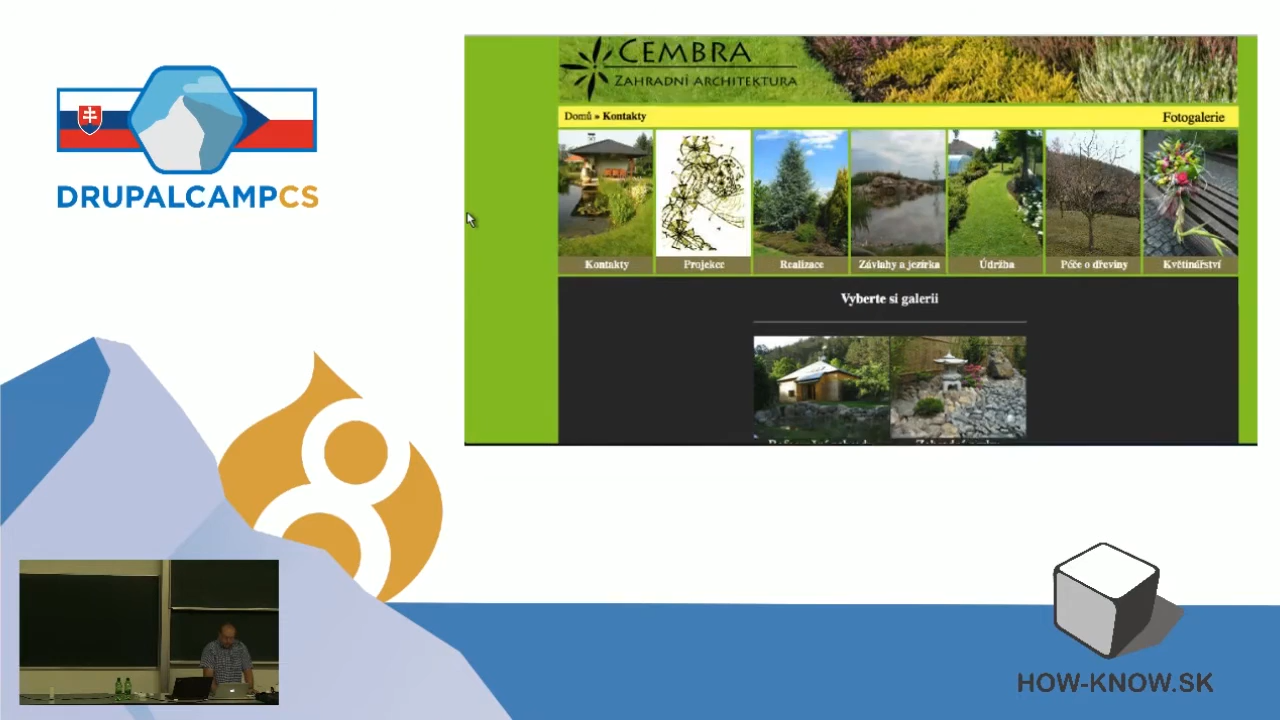 DRUPALCAMPCS
CEMBRA
ZAHRADNÍ ARCHITEKTURA
Domů » Kontakty
Fotogalerie
Kontakty
Projekce
Realizace
Závlahy a jezírka
Údržba
Péče o dřeviny
Květinářství
Vyberte si galerii
8
HOW-KNOW.SK